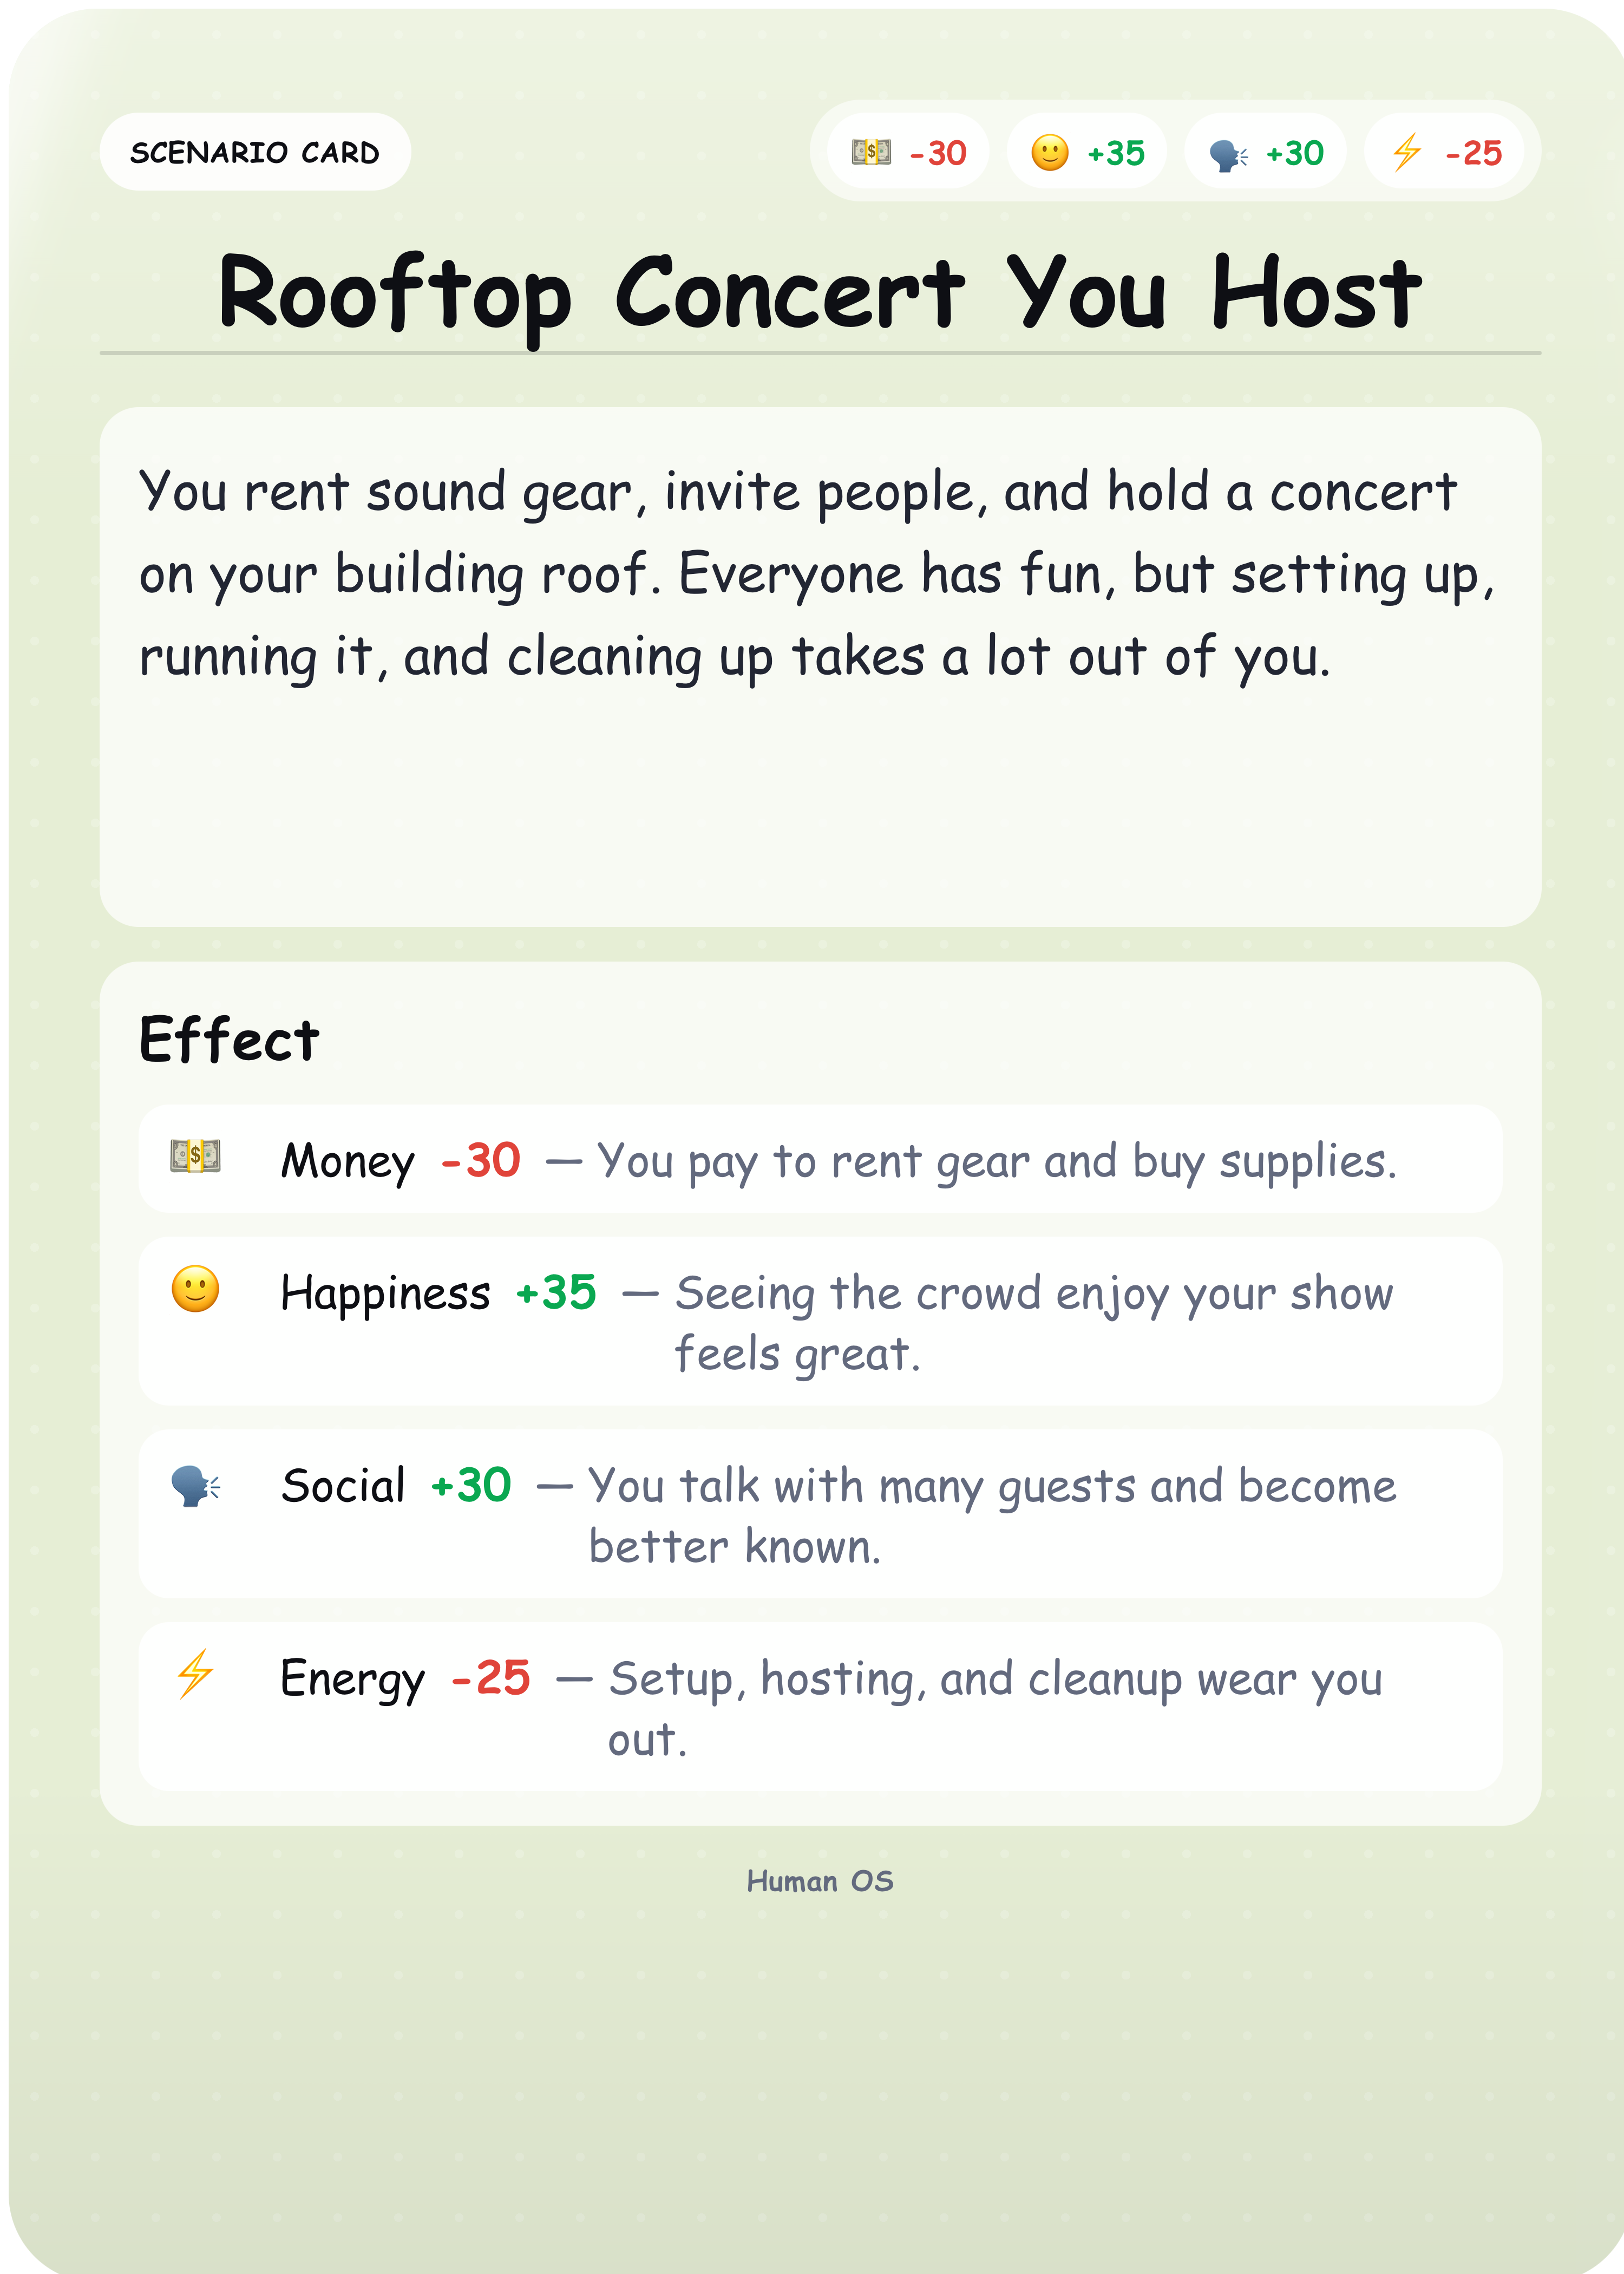 SCENARIO CARD
-30 +35 +30 -25
Rooftop Concert You Host
You rent sound gear, invite people, and hold a concert
on your building roof. Everyone has fun, but setting up,
running it, and cleaning up takes a lot out of you.
Effect
Money -30 — You pay to rent gear and buy supplies.
Happiness +35 — Seeing the crowd enjoy your show
feels great.
Social +30 — You talk with many guests and become
better known.
Energy -25 — Setup, hosting, and cleanup wear you
out.
Human OS